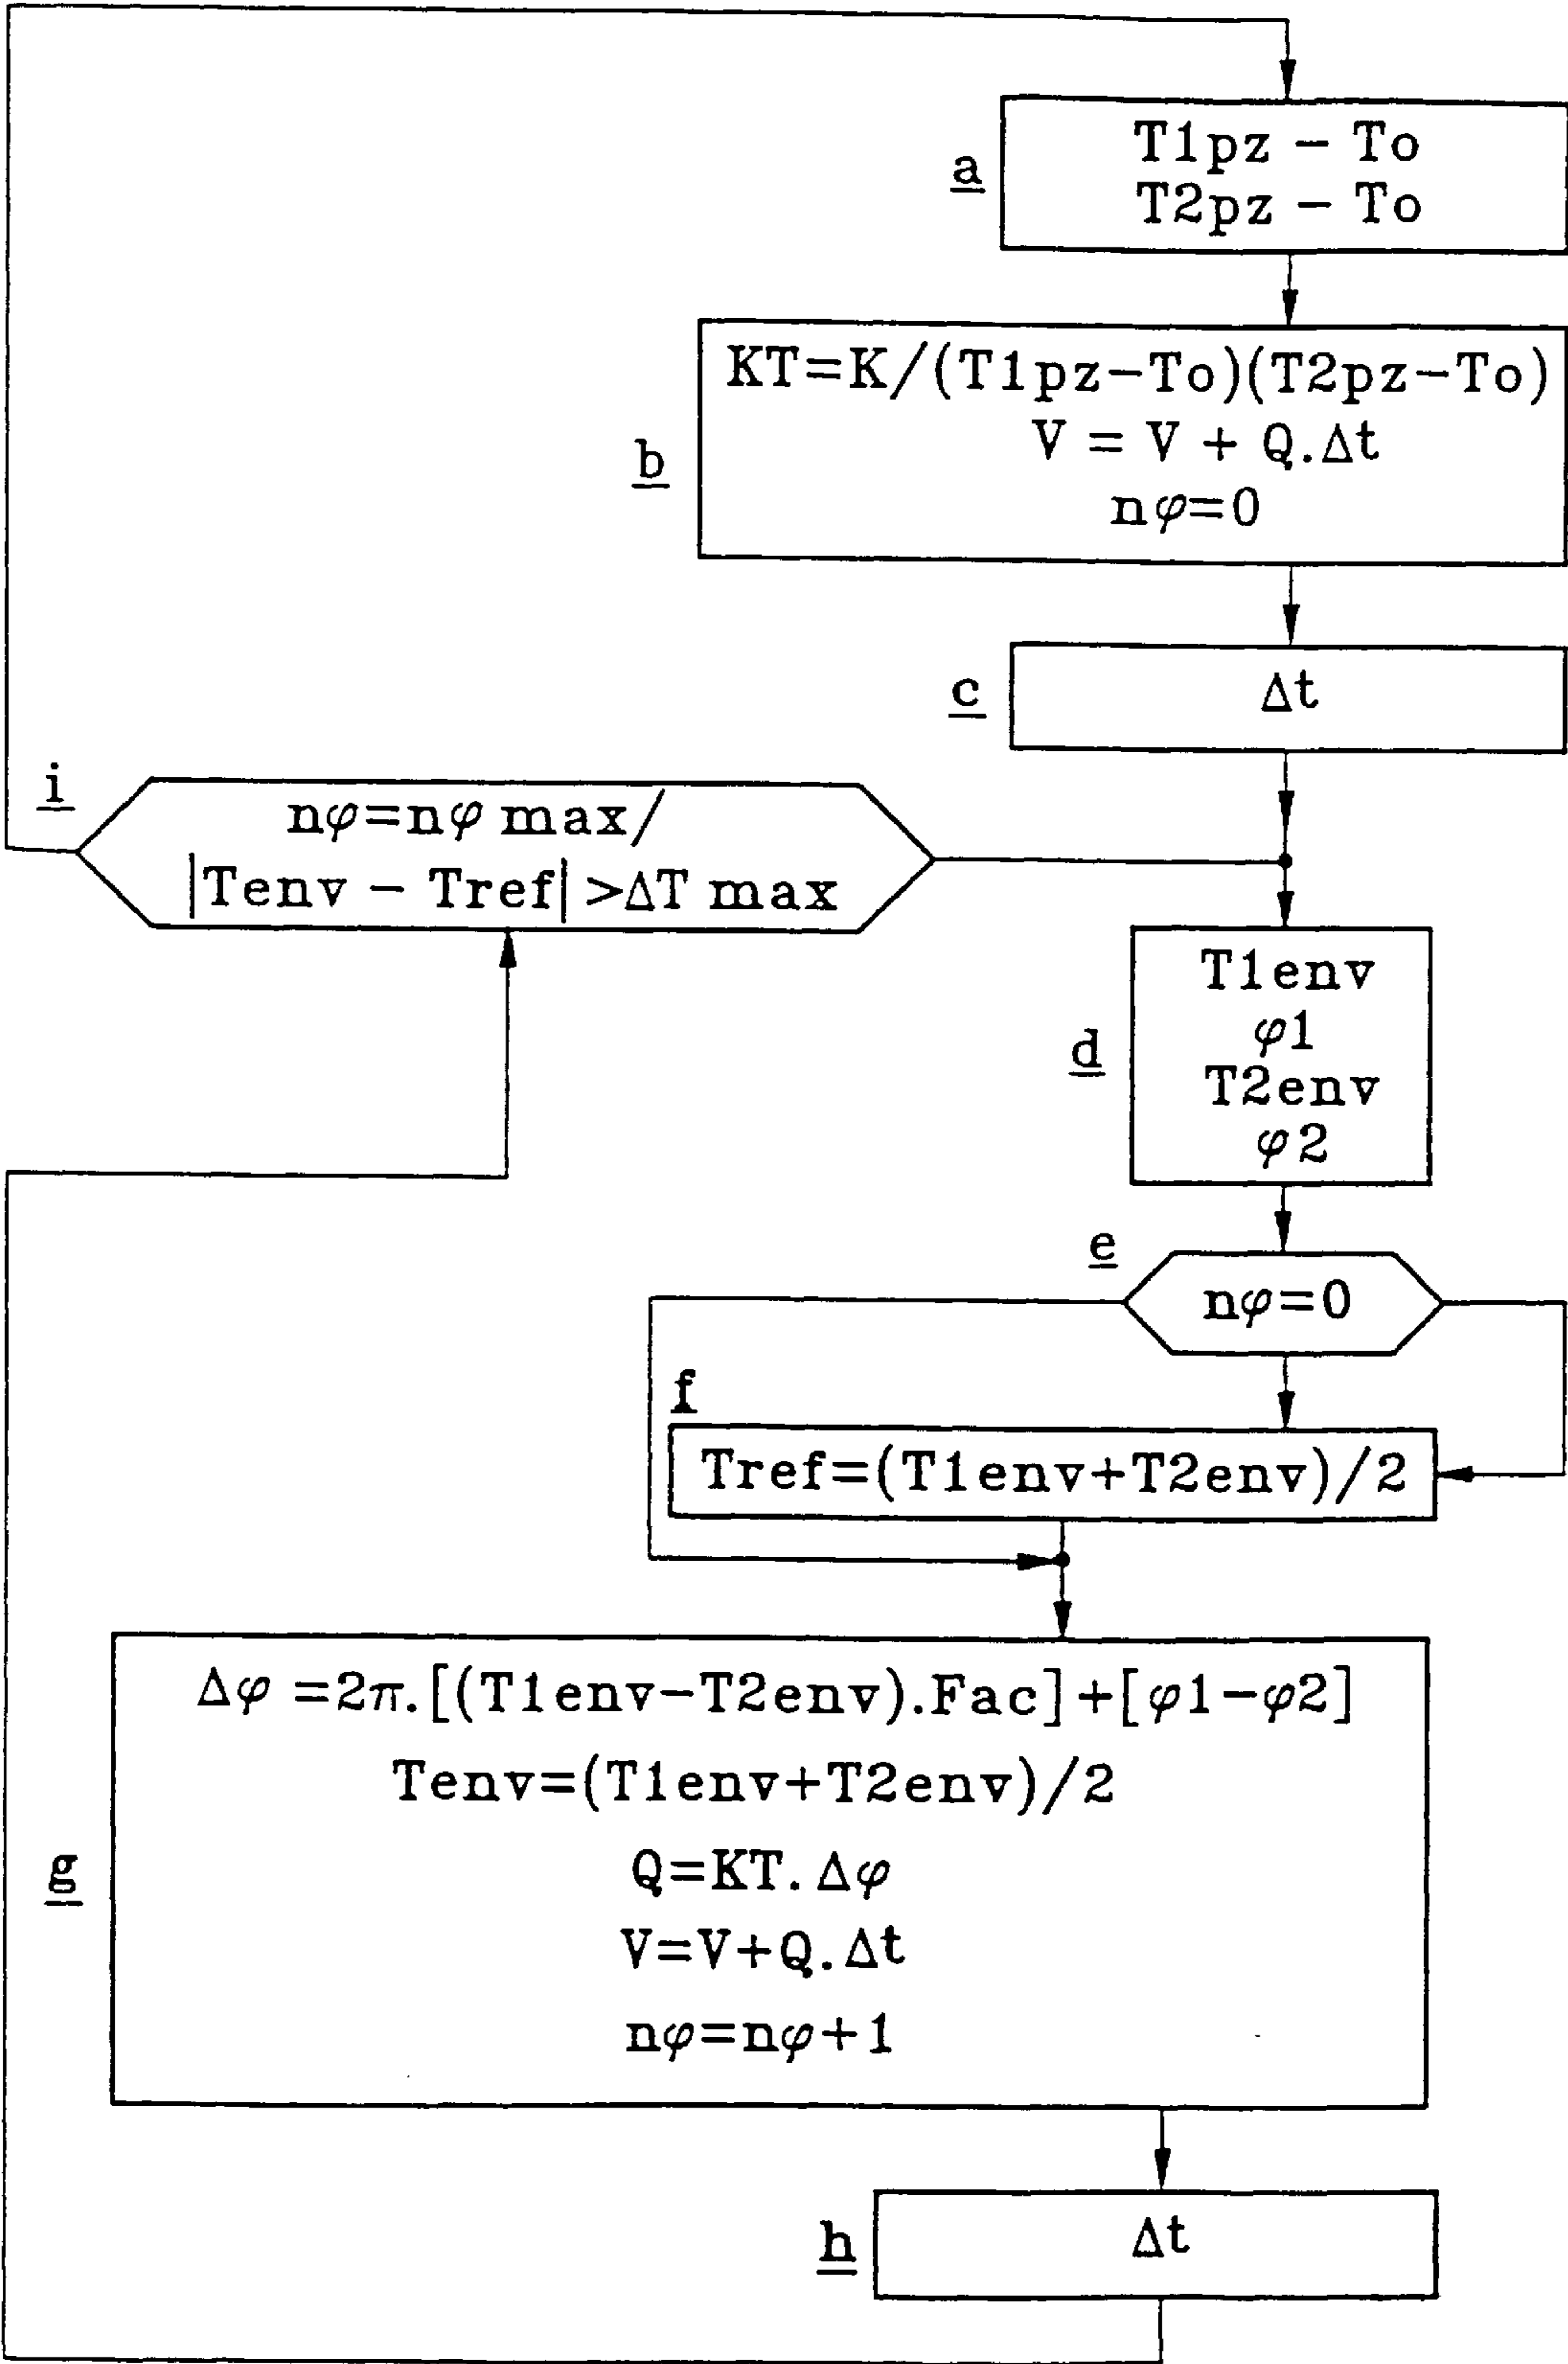 T1pz - To
T2pz - To
a
KT=K/(T1pz-To)(T2pz-To)
V = V + Q.Δt
nφ=0
b
c
Δt
i
nφ=nφ max/
|Tenv - Tref| >ΔT max
T1env
φ1
T2env
φ2
d
e
nφ=0
f
Tref=(T1env+T2env)/2
Δφ =2π.[(T1env-T2env).Fac]+[φ1-φ2]
Tenv=(T1env+T2env)/2
Q=KT. Δφ
V=V+Q.Δt
nφ=nφ+1
g
h
Δt